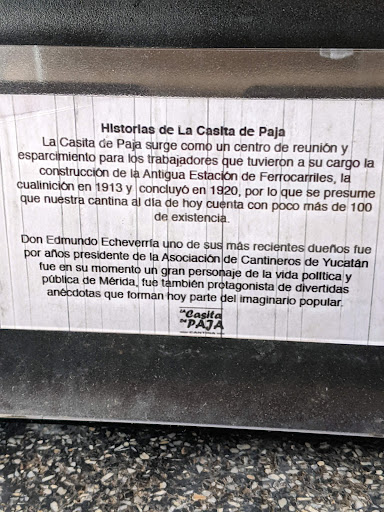 Historias de La Casita de Paja
La Casita de Paja surge como un centro de reunión y
esparcimiento para los trabajadores que tuvieron a su cargo la
construcción de la Antigua Estación de Ferrocarriles, la
cualinición en 1913 y concluyó en 1920, por lo que se presume
que nuestra cantina al día de hoy cuenta con poco más de 100
de existencia.
Don Edmundo Echeverría uno de sus más recientes dueños fue
por años presidente de la Asociación de Cantineros de Yucatán
fue en su momento un gran personaje de la vida política y
pública de Mérida, fue también protagonista de divertidas
anécdotas que forman hoy parte del imaginario popular.
LA
Casita
DE PAJA